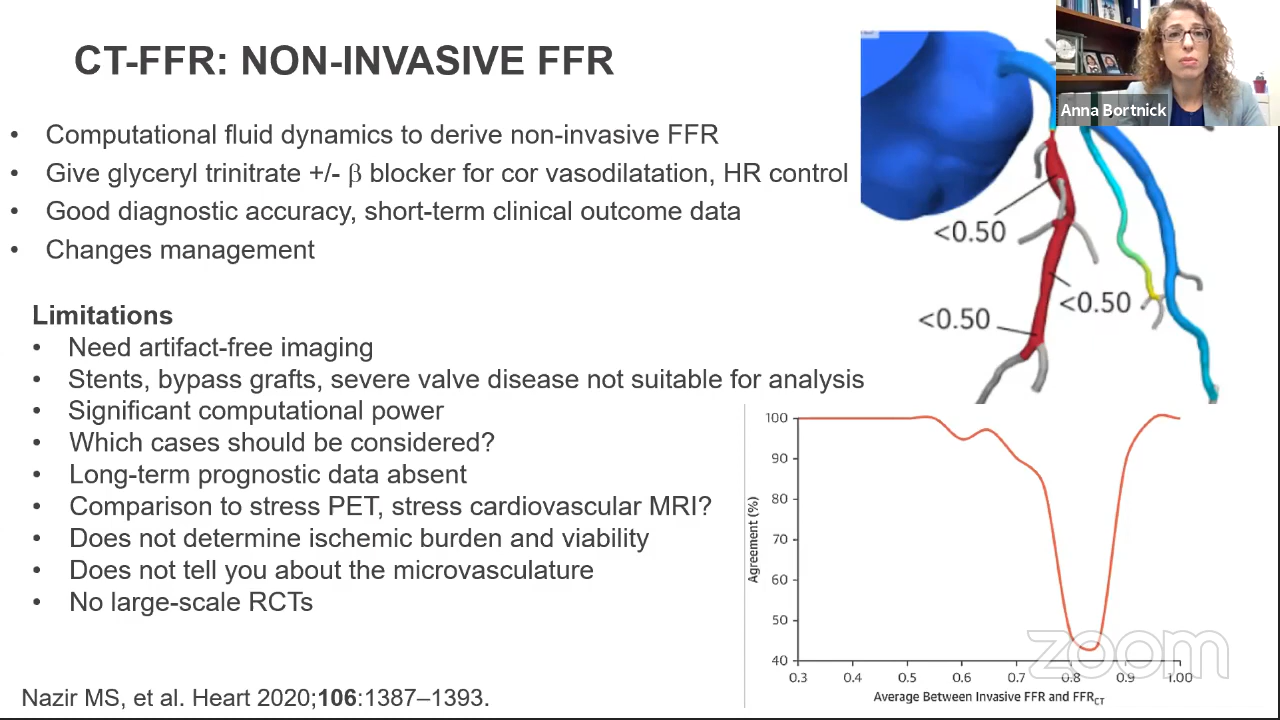 CT-FFR: NON-INVASIVE FFR
• Computational fluid dynamics to derive non-invasive FFR
• Give glyceryl trinitrate +/- β blocker for cor vasodilatation, HR control
• Good diagnostic accuracy, short-term clinical outcome data
• Changes management
Limitations
• Need artifact-free imaging
• Stents, bypass grafts, severe valve disease not suitable for analysis
• Significant computational power
• Which cases should be considered?
• Long-term prognostic data absent
• Comparison to stress PET, stress cardiovascular MRI?
• Does not determine ischemic burden and viability
• Does not tell you about the microvasculature
• No large-scale RCTs
Nazir MS, et al. Heart 2020;106:1387–1393.
Anna Bortnick
<0.50
<0.50
<0.50
Agreement (%)
100
90
80
70
60
50
40
0.3 0.4 0.5 0.6 0.7 0.8 0.9 1.00
Average Between Invasive FFR and FFRCT
zoom